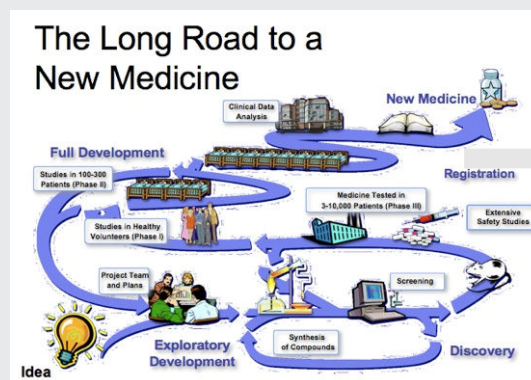 The Long Road to a
New Medicine
Clinical Data
Analysis
New Medicine
Full Development
Studies in 100-300
Patients (Phase II)
Registration
Medicine Tested in
3-10,000 Patients (Phase III)
Extensive
Safety Studies
Studies in Healthy
Volunteers (Phase I)
Project Team
and Plans
Screening
Synthesis
of Compounds
Exploratory
Development
Discovery
Idea